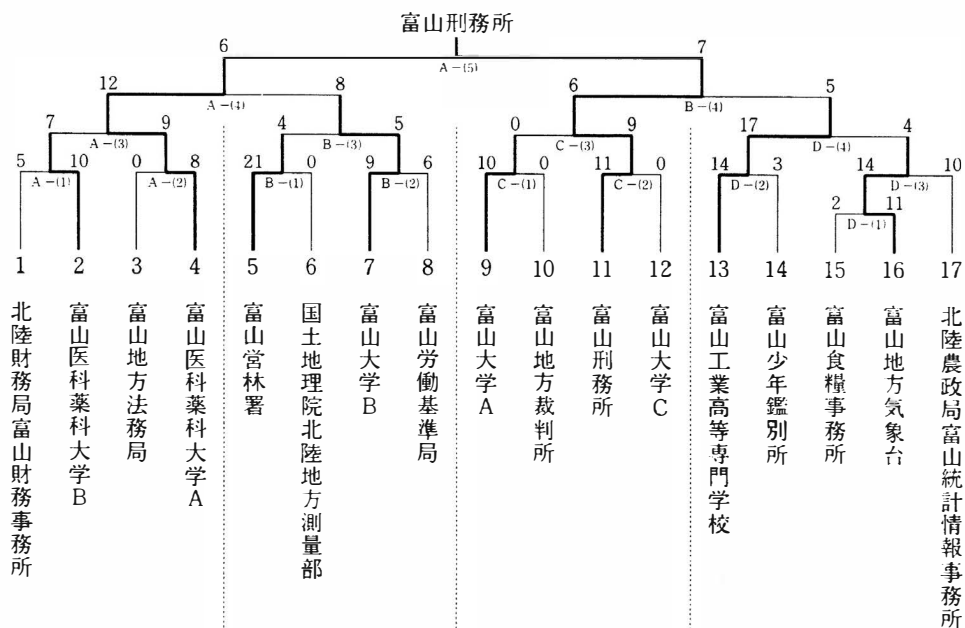 富山刑務所
6 7
A-(5)
12 8 6 5
A-(4) B-(4)
7 9 4 5 0 9 17 4
A-(3) B-(3) C-(3) D-(4)
5 10 0 8 21 0 9 6 10 0 11 0 14 3 14 10
A-(1) A-(2) B-(1) B-(2) C-(1) C-(2) D-(2) D-(3)
2 11
D-(1)
1 2 3 4 5 6 7 8 9 10 11 12 13 14 15 16 17
北陸財務局富山財務事務所
富山医科薬科大学B
富山地方法務局
富山医科薬科大学A
富山営林署
国土地理院北陸地方測量部
富山大学B
富山労働基準局
富山大学A
富山地方裁判所
富山刑務所
富山大学C
富山工業高等専門学校
富山少年鑑別所
富山食糧事務所
富山地方気象台
北陸農政局富山統計情報事務所